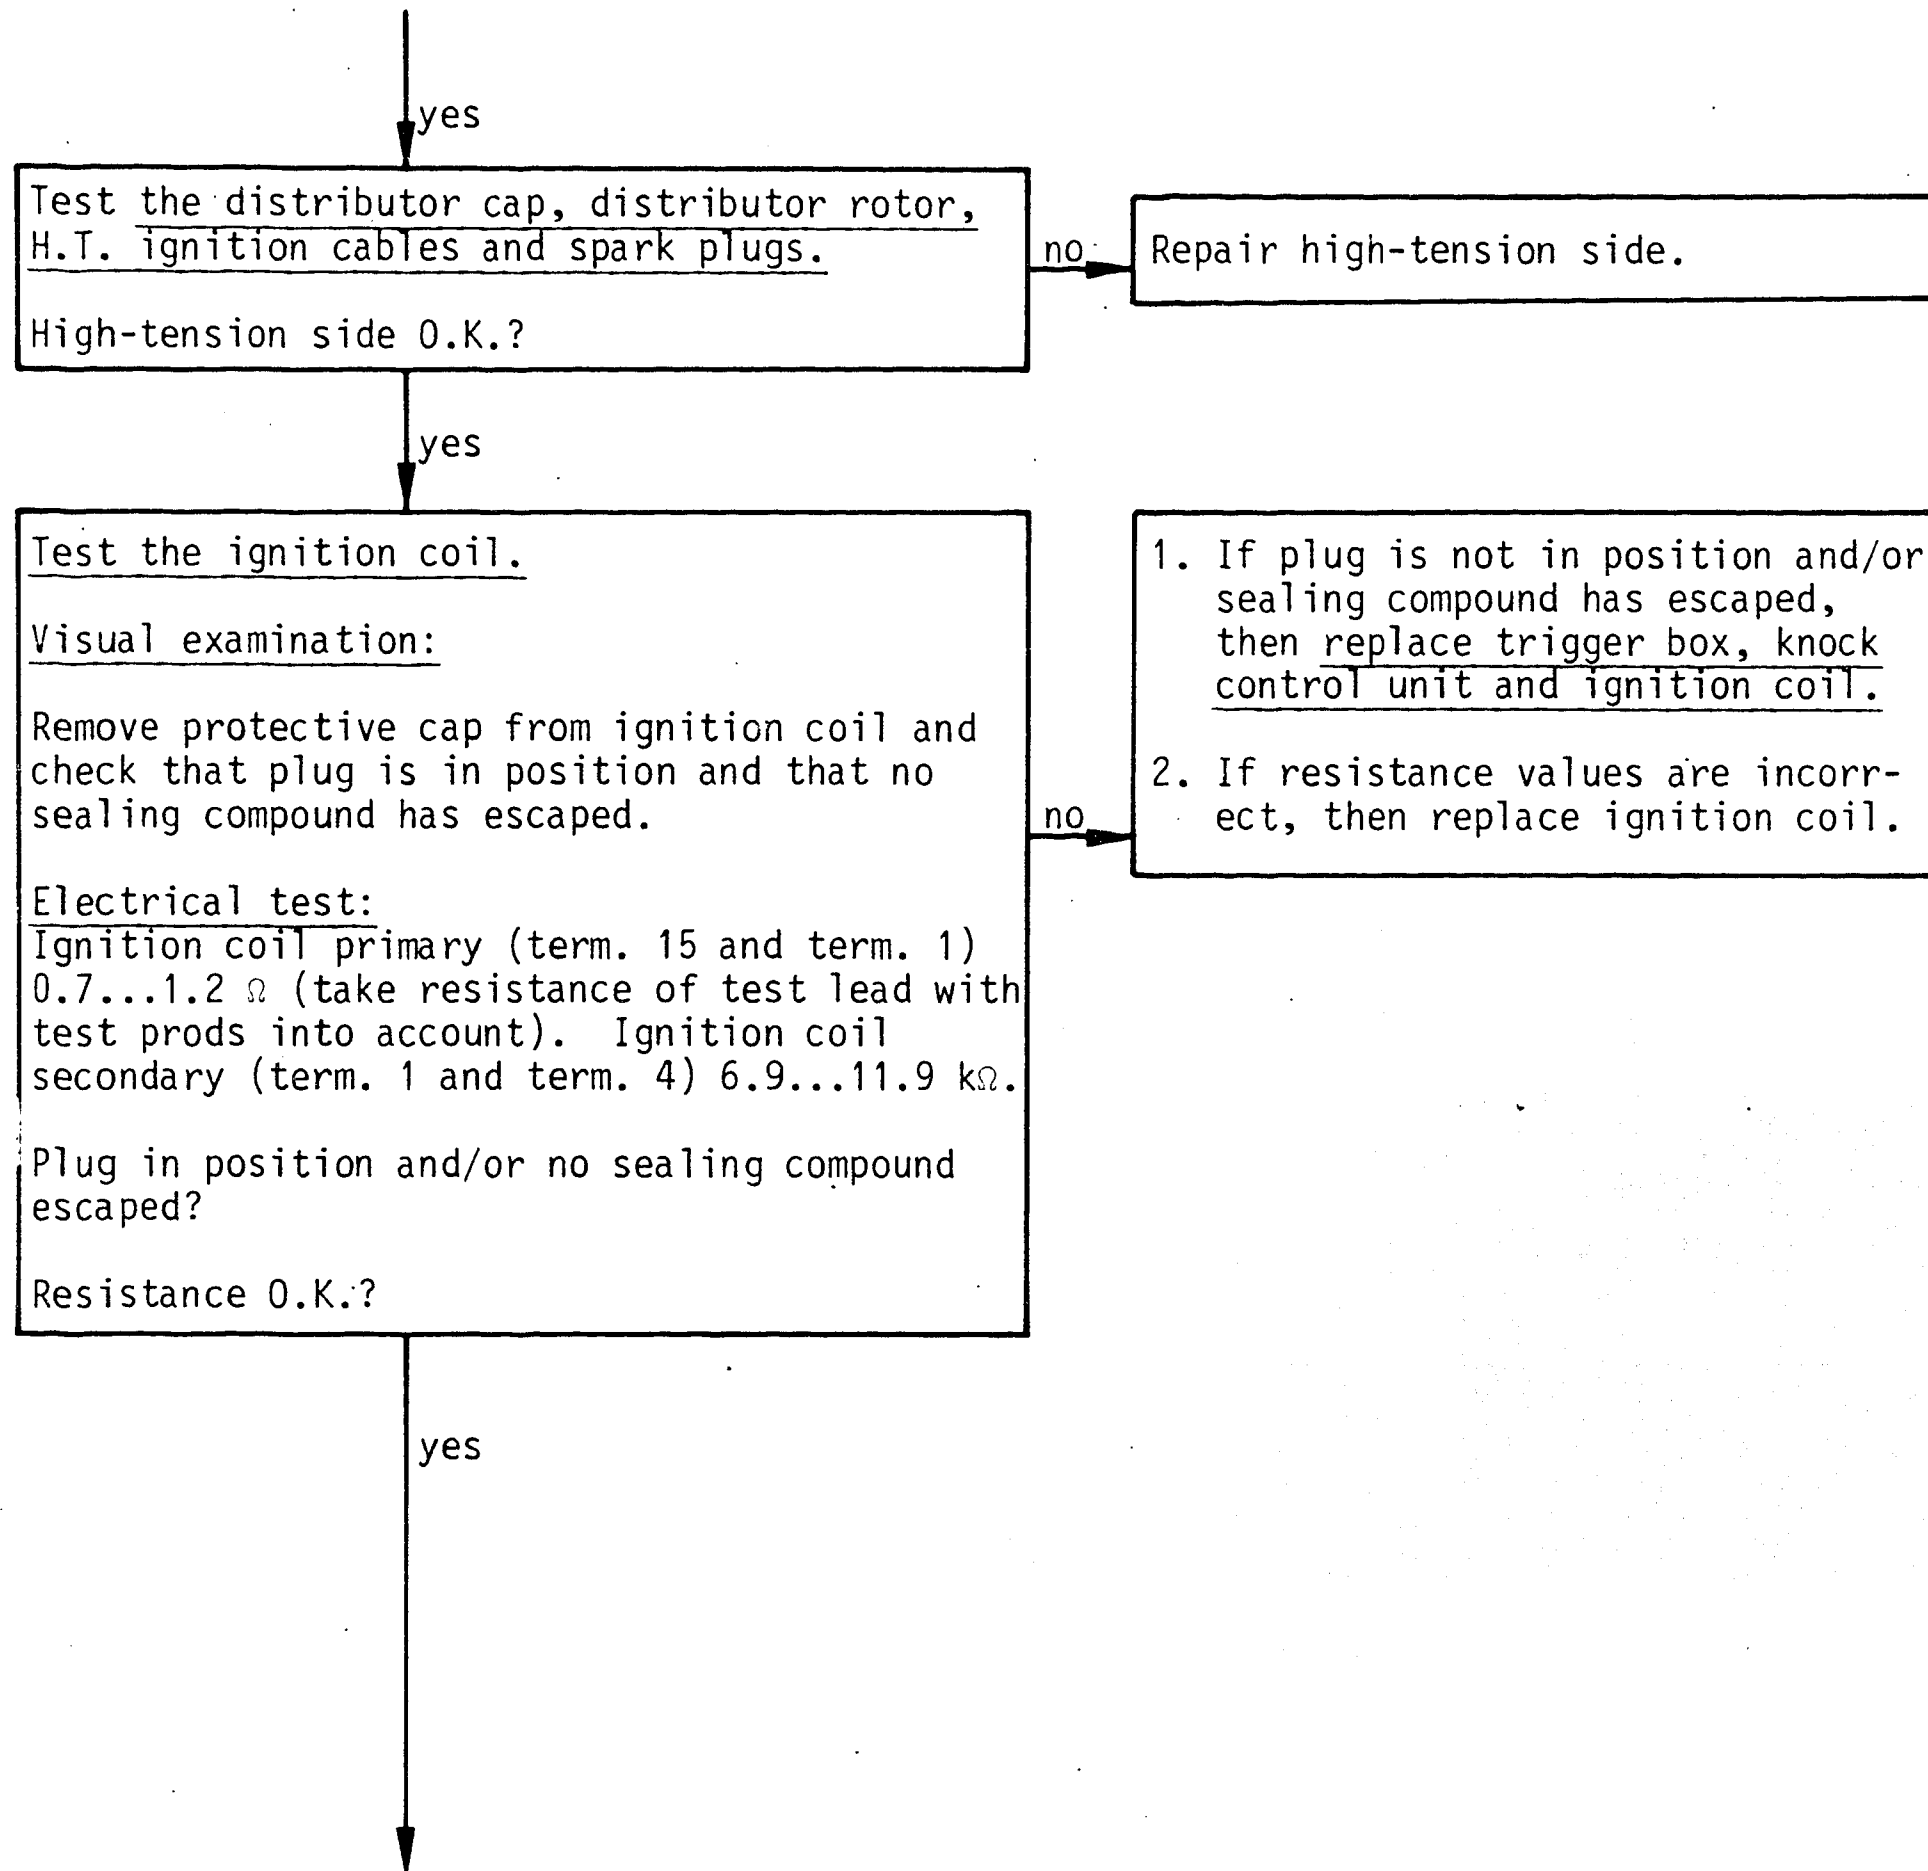 yes
Test the distributor cap, distributor rotor,
H.T. ignition cables and spark plugs.
High-tension side O.K.?
no
Repair high-tension side.
yes
Test the ignition coil.
Visual examination:
Remove protective cap from ignition coil and
check that plug is in position and that no
sealing compound has escaped.
Electrical test:
Ignition coil primary (term. 15 and term. 1)
0.7...1.2 Ω (take resistance of test lead with
test prods into account).  Ignition coil
secondary (term. 1 and term. 4) 6.9...11.9 kΩ.
Plug in position and/or no sealing compound
escaped?
Resistance O.K.?
no
1. If plug is not in position and/or
sealing compound has escaped,
then replace trigger box, knock
control unit and ignition coil.
2. If resistance values are incorr-
ect, then replace ignition coil.
yes